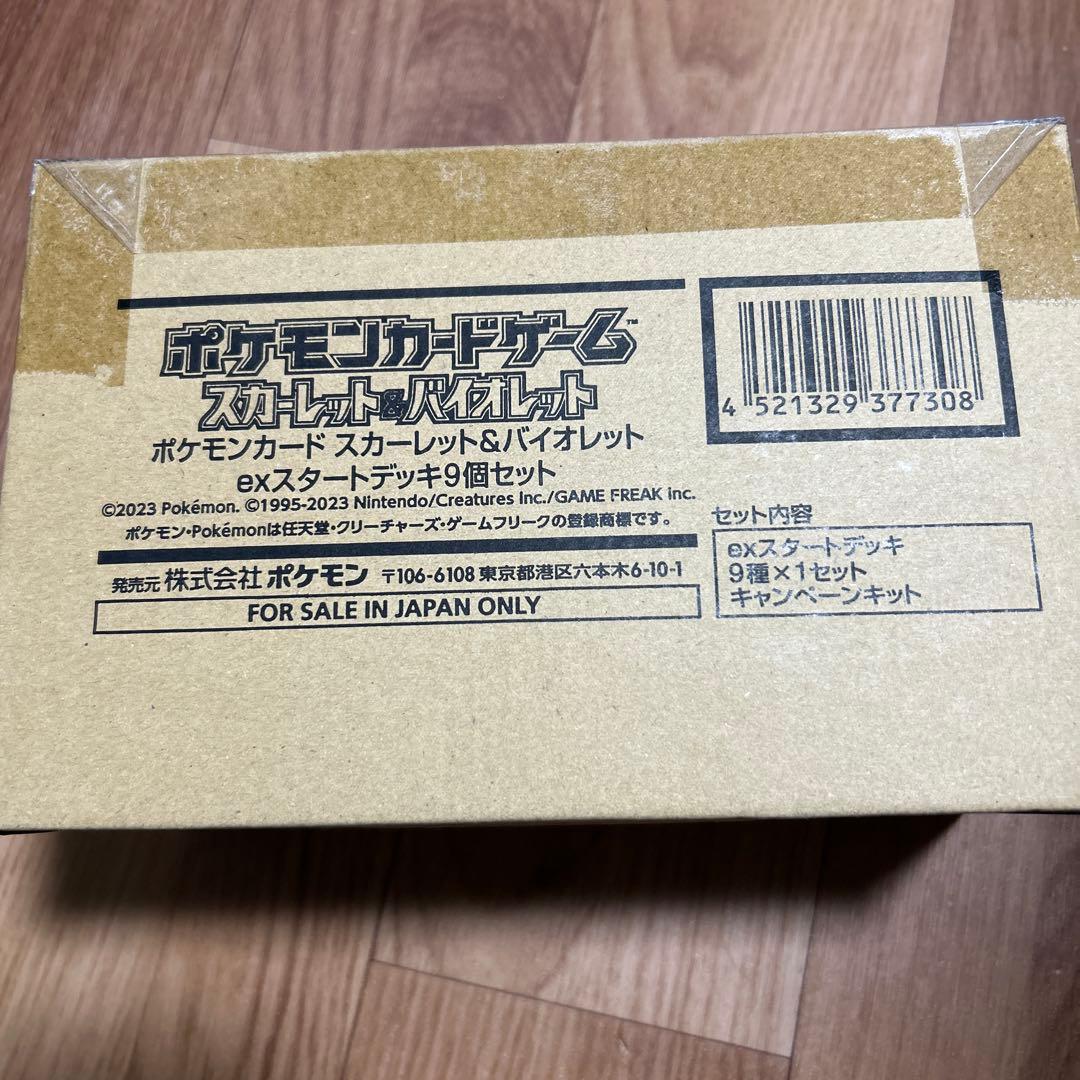 ポケモンカードゲーム™
スカーレット&バイオレット
ポケモンカード スカーレット&バイオレット
exスタートデッキ9個セット
©2023 Pokémon. ©1995-2023 Nintendo/Creatures Inc./GAME FREAK inc.
ポケモン・Pokémonは任天堂・クリーチャーズ・ゲームフリークの登録商標です。
発売元 株式会社 ポケモン 〒106-6108 東京都港区六本木6-10-1
FOR SALE IN JAPAN ONLY
4 521329 377308
セット内容
exスタートデッキ
9種×1セット
キャンペーンキット